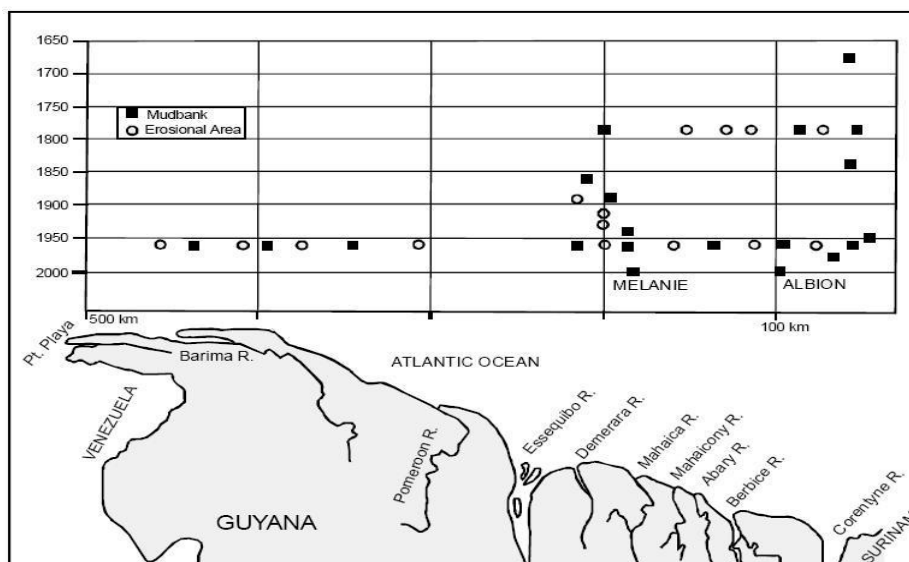 1650
1700
1750
Mudbank
Erosional Area
1800
1850
1900
1950
2000
MELANIE
ALBION
500 km
100 km
Pt. Playa
Barima R.
ATLANTIC OCEAN
VENEZUELA
Pomeroon R.
Essequibo R.
Demerara R.
Mahaica R.
Mahaicony R.
Abary R.
Berbice R.
Corentyne R.
GUYANA
SURINAM